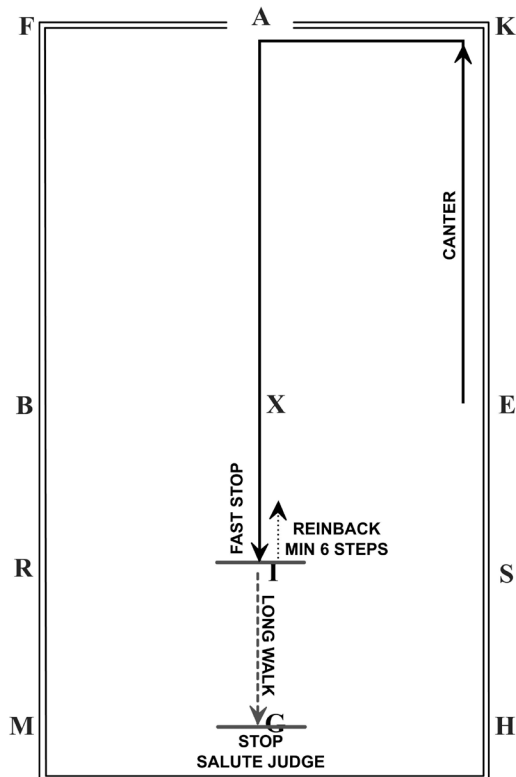 F
A
K
CANTER
B
X
E
FAST STOP
REINBACK
MIN 6 STEPS
R
I
S
LONG WALK
M
G
H
STOP
SALUTE JUDGE